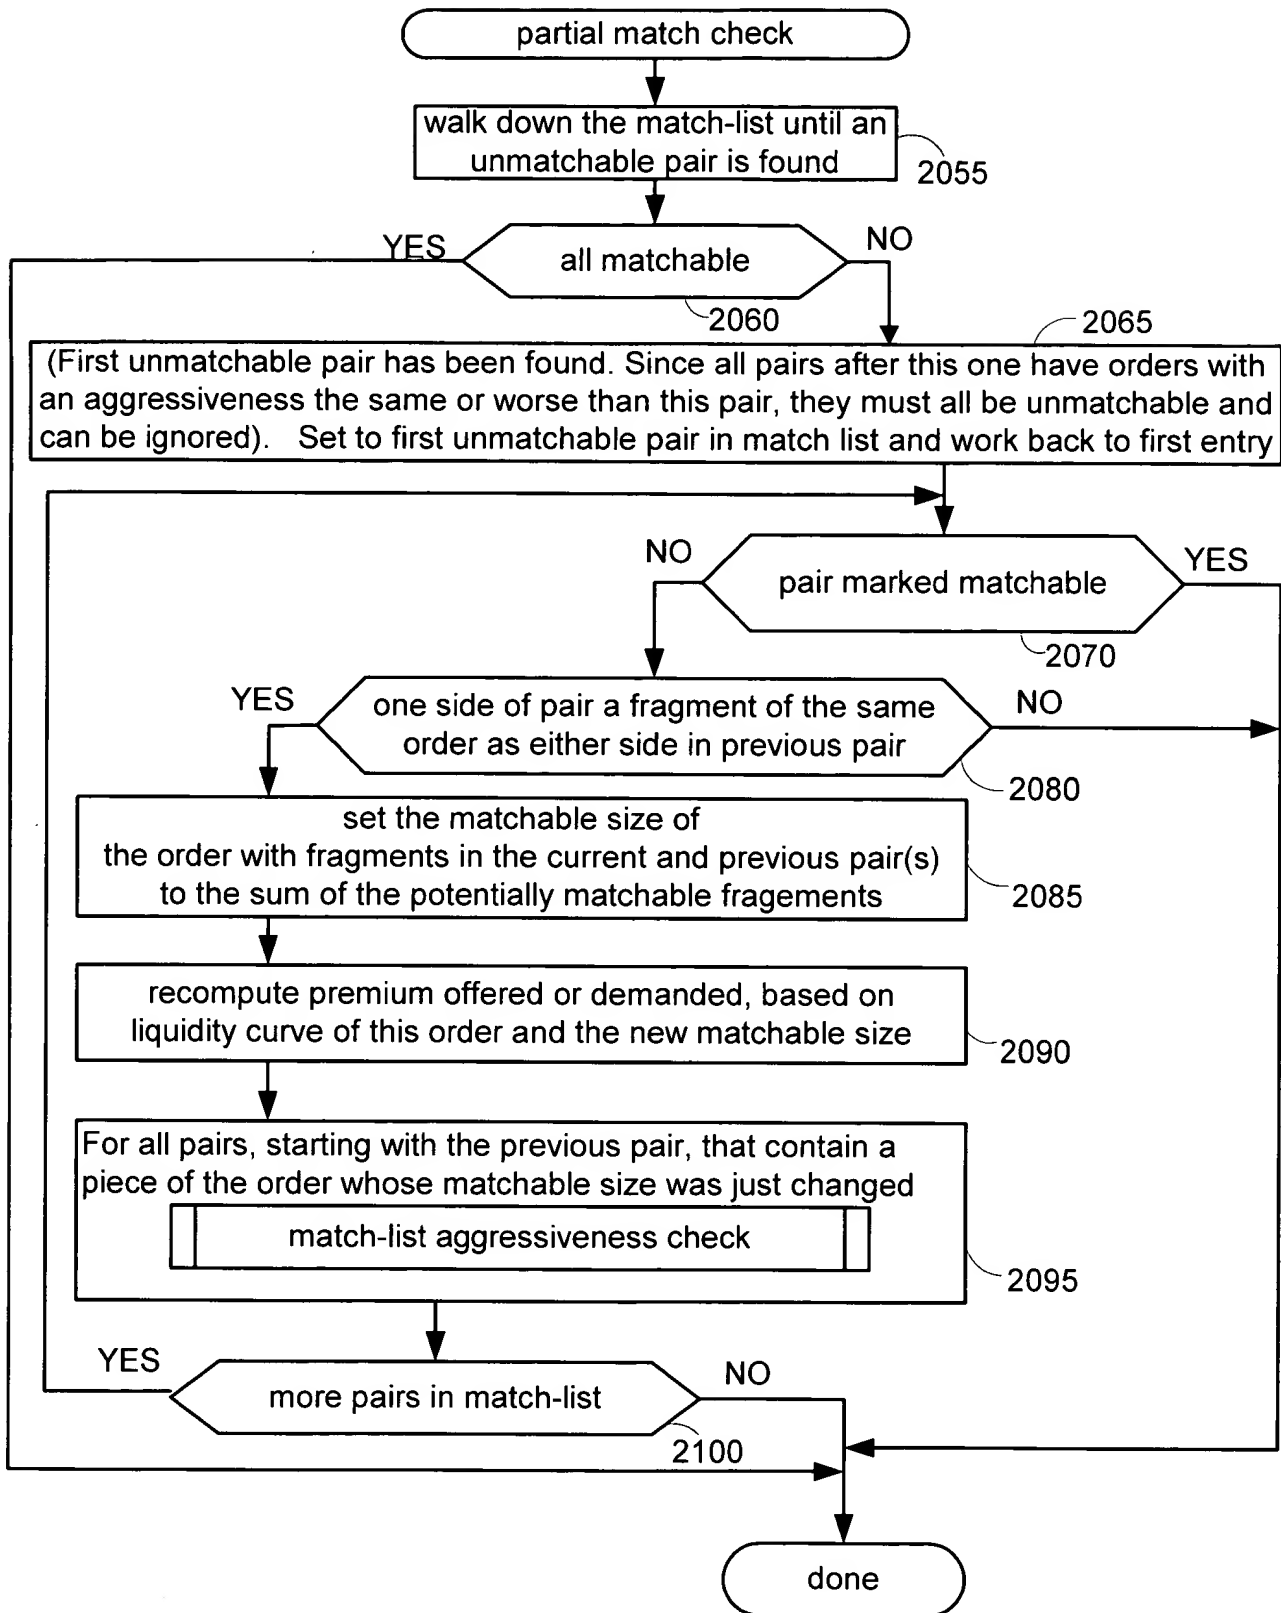 partial match check
walk down the match-list until an
unmatchable pair is found
2055
YES
NO
all matchable
2060
2065
(First unmatchable pair has been found. Since all pairs after this one have orders with
an aggressiveness the same or worse than this pair, they must all be unmatchable and
can be ignored). Set to first unmatchable pair in match list and work back to first entry
NO
YES
pair marked matchable
2070
YES
NO
one side of pair a fragment of the same
order as either side in previous pair
2080
set the matchable size of
the order with fragments in the current and previous pair(s)
to the sum of the potentially matchable fragements
2085
recompute premium offered or demanded, based on
liquidity curve of this order and the new matchable size
2090
For all pairs, starting with the previous pair, that contain a
piece of the order whose matchable size was just changed
match-list aggressiveness check
2095
YES
NO
more pairs in match-list
2100
done